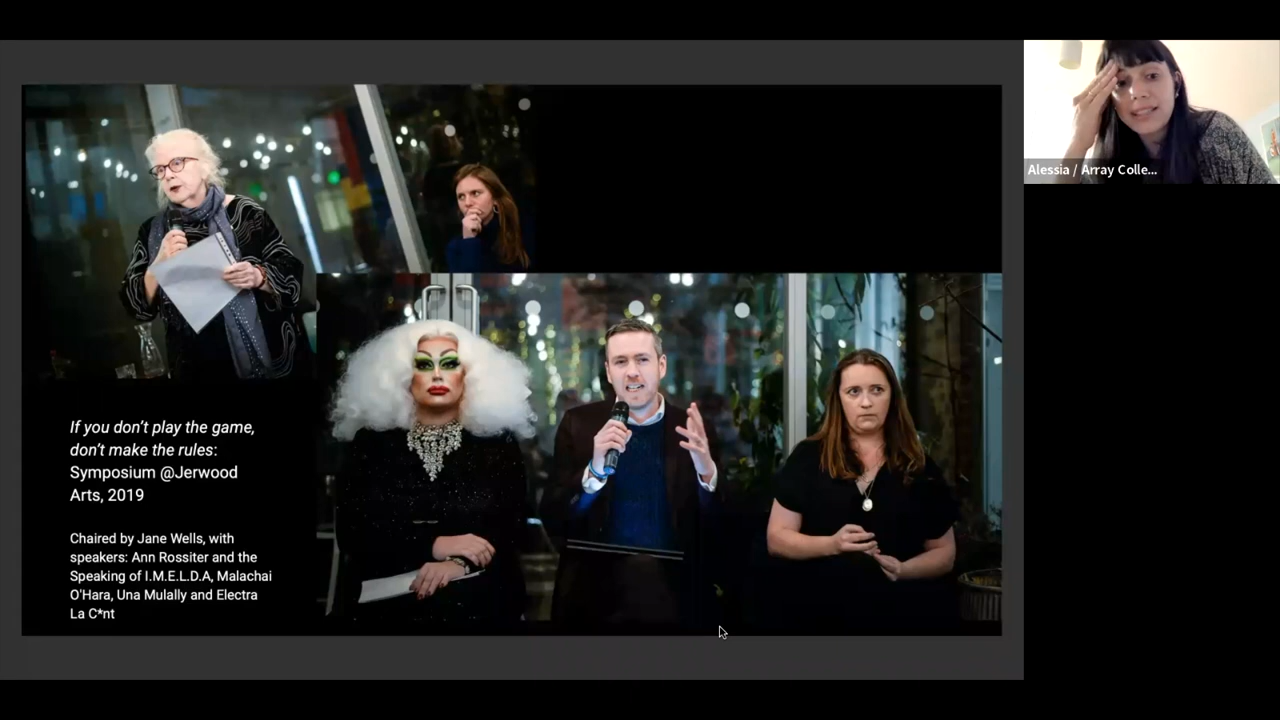 If you don't play the game,
don't make the rules:
Symposium @Jerwood
Arts, 2019
Chaired by Jane Wells, with
speakers: Ann Rossiter and the
Speaking of I.M.E.L.D.A, Malachai
O'Hara, Una Mulally and Electra
La C*nt
Alessia / Array Colle...